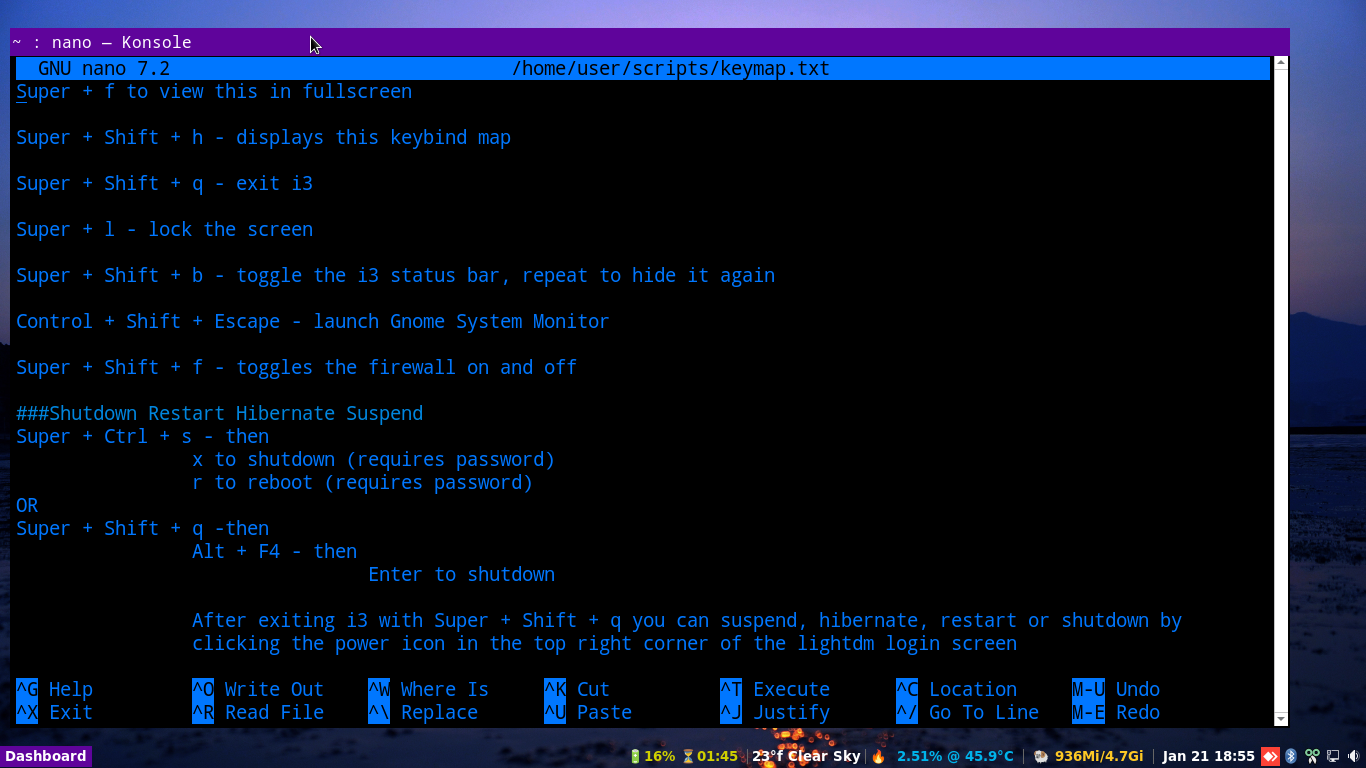 ~ : nano — Konsole
GNU nano 7.2 /home/user/scripts/keymap.txt
Super + f to view this in fullscreen
Super + Shift + h - displays this keybind map
Super + Shift + q - exit i3
Super + l - lock the screen
Super + Shift + b - toggle the i3 status bar, repeat to hide it again
Control + Shift + Escape - launch Gnome System Monitor
Super + Shift + f - toggles the firewall on and off
###Shutdown Restart Hibernate Suspend
Super + Ctrl + s - then
x to shutdown (requires password)
r to reboot (requires password)
OR
Super + Shift + q -then
Alt + F4 - then
Enter to shutdown
After exiting i3 with Super + Shift + q you can suspend, hibernate, restart or shutdown by
clicking the power icon in the top right corner of the lightdm login screen
^G Help ^O Write Out ^W Where Is ^K Cut ^T Execute ^C Location M-U Undo
^X Exit ^R Read File ^\ Replace ^U Paste ^J Justify ^/ Go To Line M-E Redo
Dashboard 16% 01:45 23°f Clear Sky 2.51% @ 45.9°C 936Mi/4.7Gi Jan 21 18:55